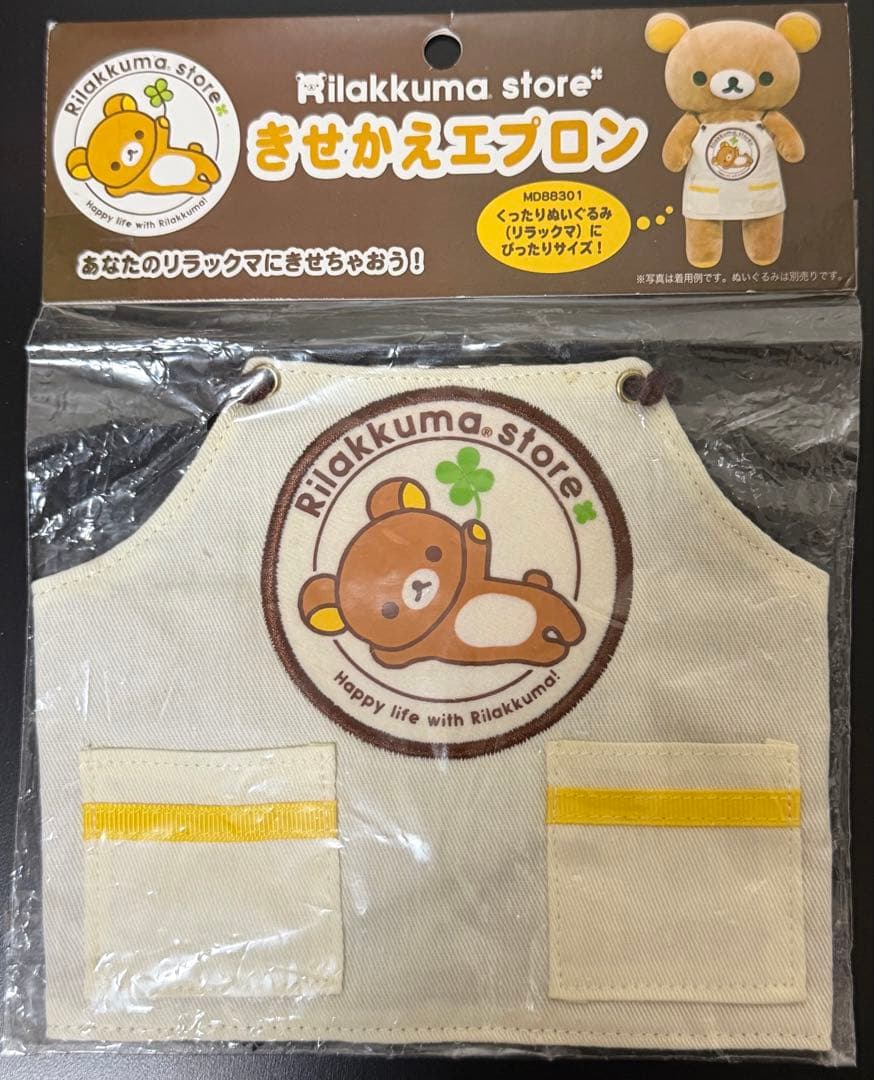 Rilakkuma® store
Happy life with Rilakkuma!
Rilakkuma® store
きせかえエプロン
MD88301
くったりぬいぐるみ
(リラックマ)に
ぴったりサイズ!
あなたのリラックマにきせちゃおう!
※写真は着用例です。ぬいぐるみは別売りです。
Rilakkuma® store
Happy life with Rilakkuma!